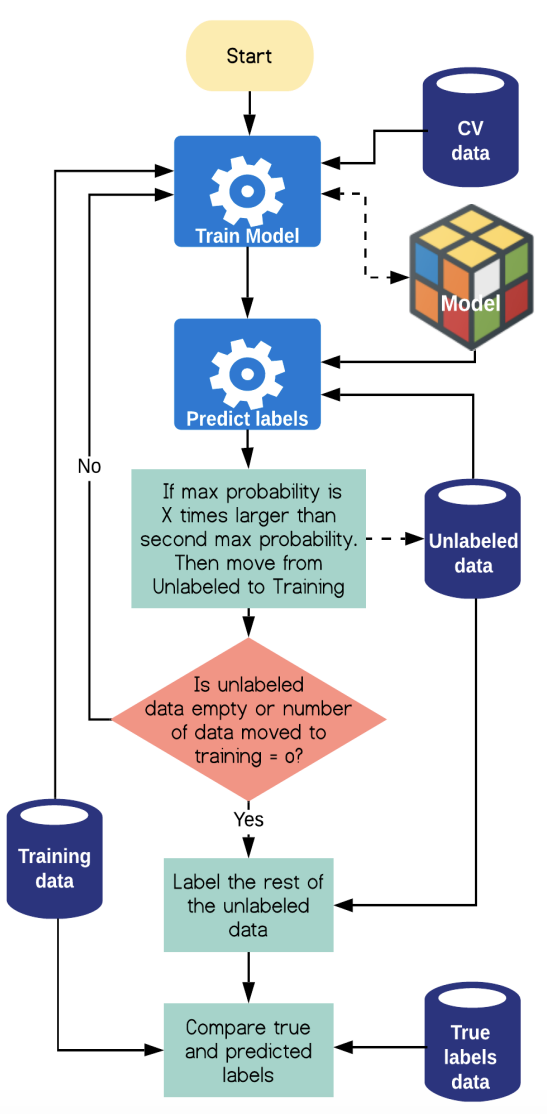 Start
CV
data
Train Model
Model
Predict labels
No
If max probability is
X times larger than
second max probability.
Then move from
Unlabeled to Training
Unlabeled
data
Is unlabeled
data empty or number
of data moved to
training = 0?
Yes
Training
data
Label the rest of
the unlabeled
data
Compare true
and predicted
labels
True
labels
data